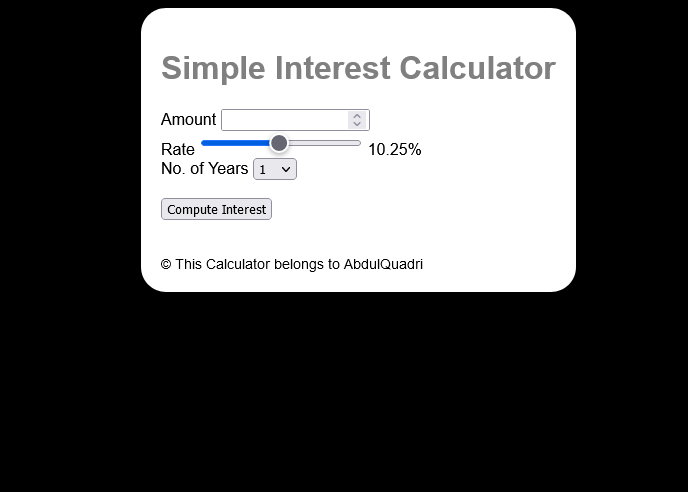 Simple Interest Calculator
Amount
Rate 10.25%
No. of Years 1
Compute Interest
© This Calculator belongs to AbdulQuadri